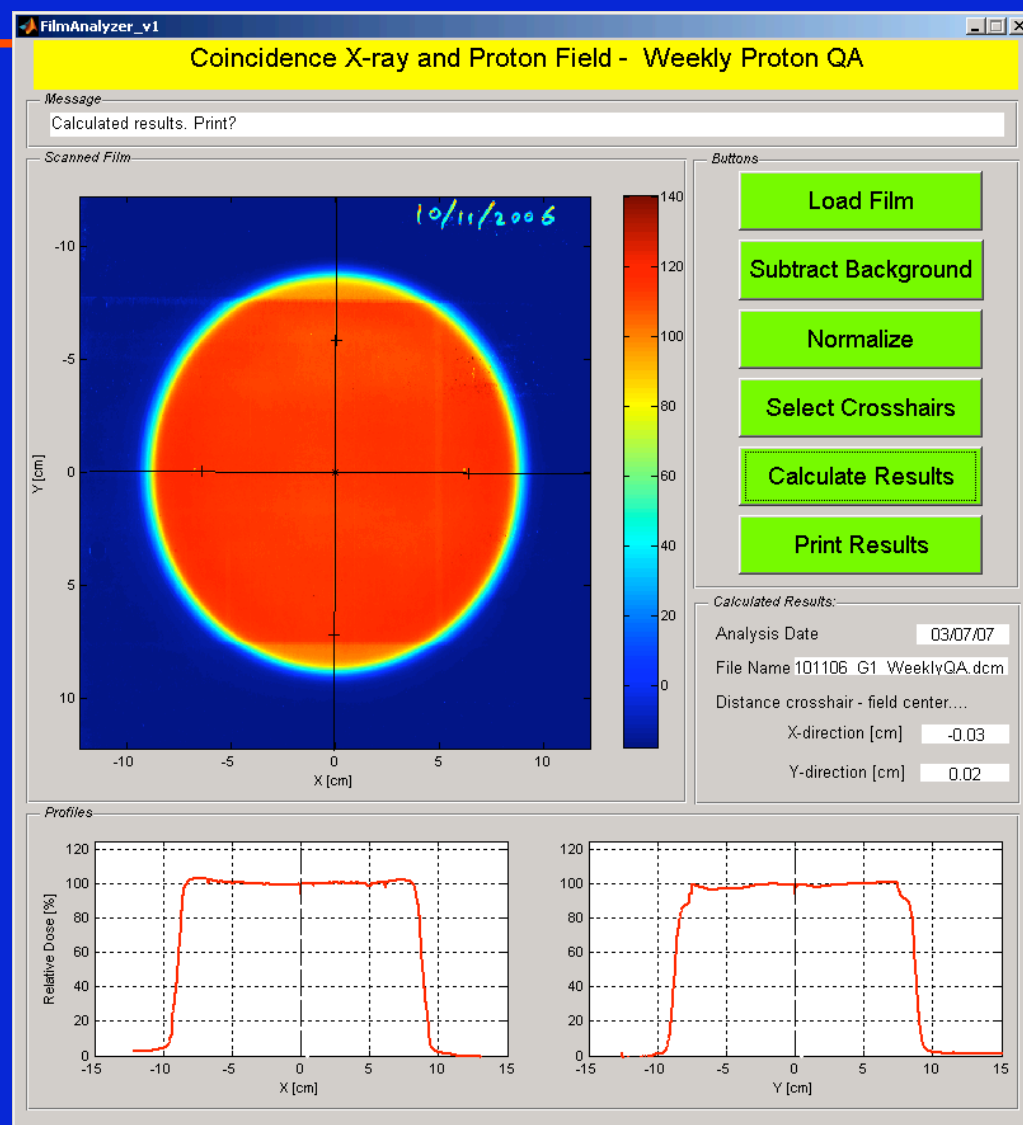 FilmAnalyzer_v1
Coincidence X-ray and Proton Field - Weekly Proton QA
Message
Calculated results. Print?
Scanned Film
10/11/2006
-10
-5
0
5
10
Y [cm]
-10
-5
0
5
10
X [cm]
140
120
100
80
60
40
20
0
Buttons
Load Film
Subtract Background
Normalize
Select Crosshairs
Calculate Results
Print Results
Calculated Results:
Analysis Date 03/07/07
File Name 101106_G1_WeeklyQA.dcm
Distance crosshair - field center....
X-direction [cm] -0.03
Y-direction [cm] 0.02
Profiles
120
100
80
60
40
20
0
Relative Dose [%]
-15
-10
-5
0
5
10
15
X [cm]
120
100
80
60
40
20
0
-15
-10
-5
0
5
10
15
Y [cm]